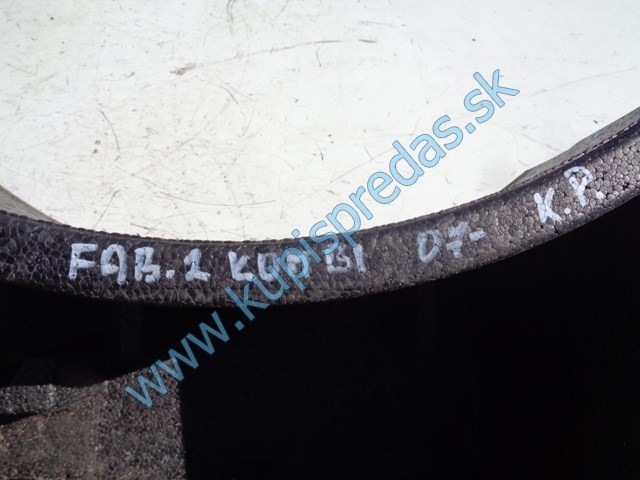 FAB.1 KOMBI 07- K.P.
www.kupispredas.sk